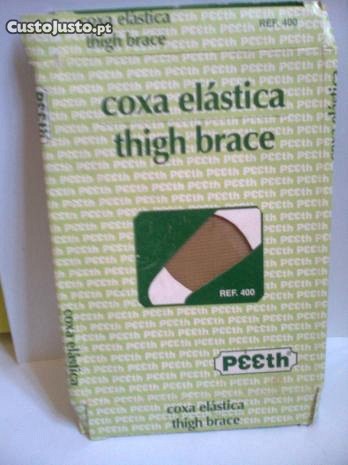 CustoJusto.pt
coxa elástica
thigh brace
REF. 400
coxa elástica
thigh brace
REF. 400
PEEth
coxa elástica
coxa elástica
thigh brace